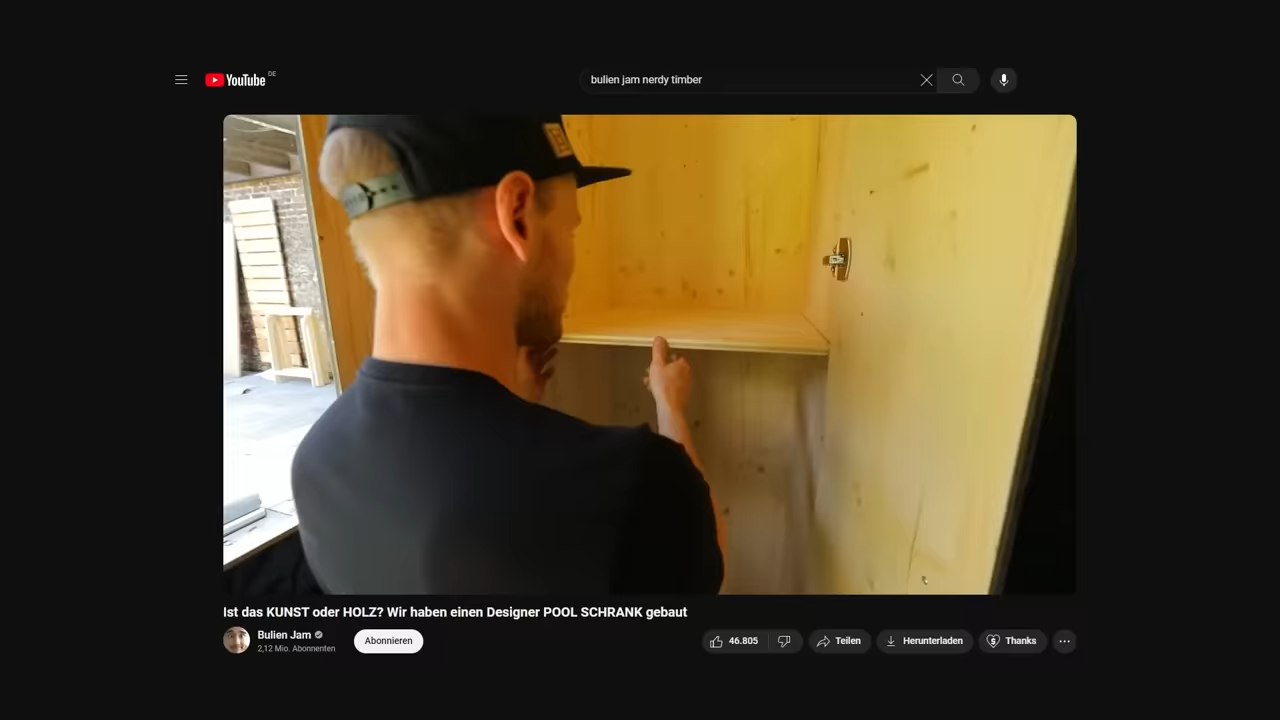 YouTube DE
bulien jam nerdy timber
Ist das KUNST oder HOLZ? Wir haben einen Designer POOL SCHRANK gebaut
Bulien Jam
2,12 Mio. Abonnenten
Abonnieren
46.805
Teilen
Herunterladen
Thanks